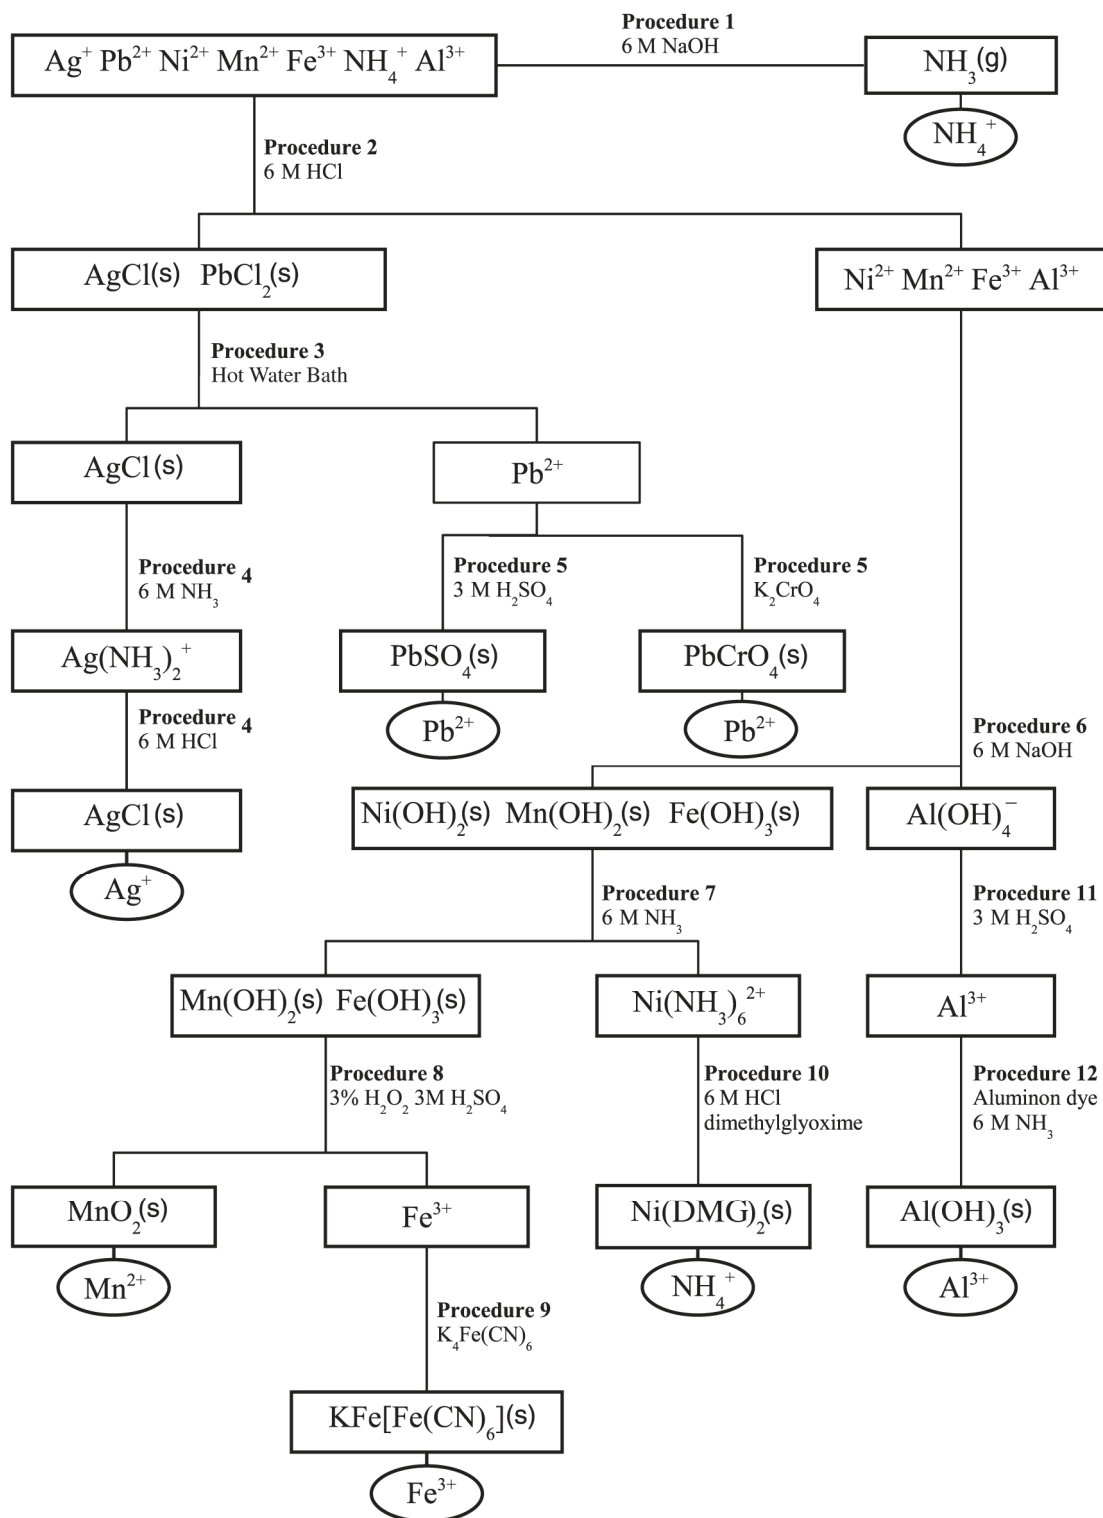 Procedure 1
6 M NaOH
Ag⁺ Pb²⁺ Ni²⁺ Mn²⁺ Fe³⁺ NH₄⁺ Al³⁺
NH₃(g)
NH₄⁺
Procedure 2
6 M HCl
AgCl(s) PbCl₂(s)
Ni²⁺ Mn²⁺ Fe³⁺ Al³⁺
Procedure 3
Hot Water Bath
AgCl(s)
Pb²⁺
Procedure 4
6 M NH₃
Procedure 5
3 M H₂SO₄
Procedure 5
K₂CrO₄
Ag(NH₃)₂⁺
PbSO₄(s)
PbCrO₄(s)
Pb²⁺
Pb²⁺
Procedure 4
6 M HCl
Procedure 6
6 M NaOH
AgCl(s)
Ag⁺
Ni(OH)₂(s) Mn(OH)₂(s) Fe(OH)₃(s)
Al(OH)₄⁻
Procedure 7
6 M NH₃
Procedure 11
3 M H₂SO₄
Mn(OH)₂(s) Fe(OH)₃(s)
Ni(NH₃)₆²⁺
Al³⁺
Procedure 8
3% H₂O₂ 3M H₂SO₄
Procedure 10
6 M HCl
dimethylglyoxime
Procedure 12
Aluminon dye
6 M NH₃
MnO₂(s)
Fe³⁺
Ni(DMG)₂(s)
Al(OH)₃(s)
Mn²⁺
NH₄⁺
Al³⁺
Procedure 9
K₄Fe(CN)₆
KFe[Fe(CN)₆](s)
Fe³⁺